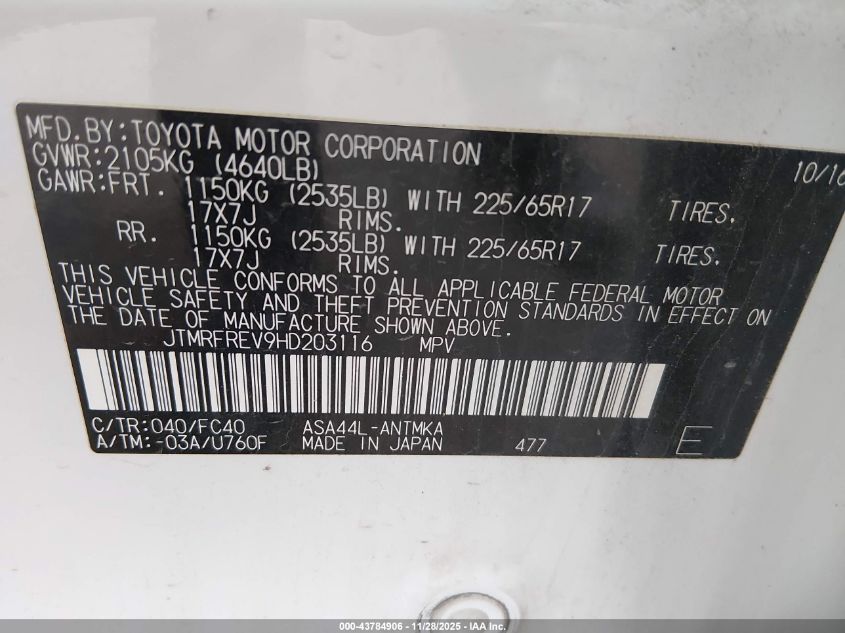 MFD.BY:TOYOTA MOTOR CORPORATION 10/16
GVWR:2105KG (4640LB)
GAWR:FRT. 1150KG (2535LB) WITH 225/65R17 TIRES.
17X7J RIMS.
RR. 1150KG (2535LB) WITH 225/65R17 TIRES.
17X7J RIMS.
THIS VEHICLE CONFORMS TO ALL APPLICABLE FEDERAL MOTOR
VEHICLE SAFETY AND THEFT PREVENTION STANDARDS IN EFFECT ON
THE DATE OF MANUFACTURE SHOWN ABOVE.
JTMRFREV9HD203116 MPV
C/TR:040/FC40 ASA44L-ANTMKA
A/TM:-03A/U760F MADE IN JAPAN 477 E
000-43784906 - 11/28/2025 - IAAI, Inc.